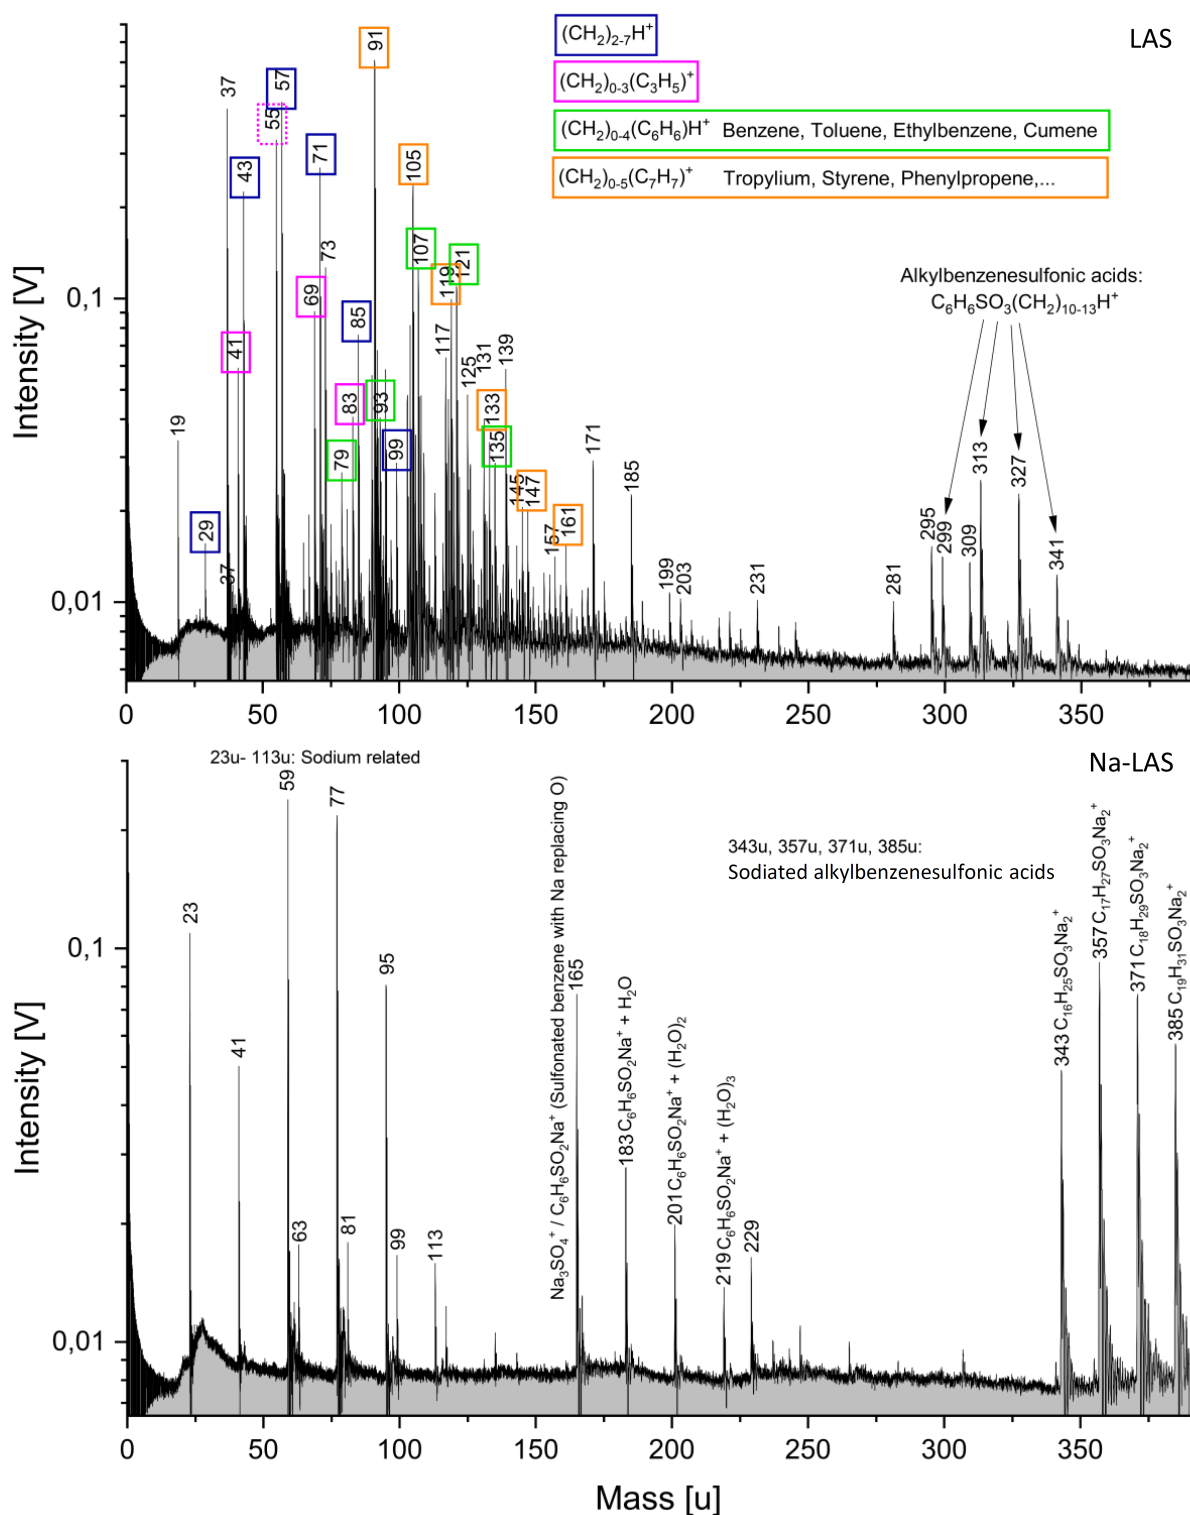 LAS
(CH₂)₂₋₇H⁺
(CH₂)₀₋₃(C₃H₅)⁺
(CH₂)₀₋₄(C₆H₆)H⁺ Benzene, Toluene, Ethylbenzene, Cumene
(CH₂)₀₋₅(C₇H₇)⁺ Tropylium, Styrene, Phenylpropene,...
Alkylbenzenesulfonic acids:
C₆H₆SO₃(CH₂)₁₀₋₁₃H⁺
Intensity [V]
0,1
0,01
19
29
37
37
41
43
55
57
69
71
73
79
83
85
91
93
99
105
107
117
119
121
125
131
133
135
139
145
147
157
161
171
185
199
203
231
281
295
299
309
313
327
341
0 50 100 150 200 250 300 350
Na-LAS
23u- 113u: Sodium related
343u, 357u, 371u, 385u:
Sodiated alkylbenzenesulfonic acids
Intensity [V]
0,1
0,01
23
41
59
63
77
81
95
99
113
Na₃SO₄⁺ / C₆H₆SO₂Na⁺ (Sulfonated benzene with Na replacing O)
165
183 C₆H₆SO₂Na⁺ + H₂O
201 C₆H₆SO₂Na⁺ + (H₂O)₂
219 C₆H₆SO₂Na⁺ + (H₂O)₃
229
343 C₁₆H₂₅SO₃Na₂⁺
357 C₁₇H₂₇SO₃Na₂⁺
371 C₁₈H₂₉SO₃Na₂⁺
385 C₁₉H₃₁SO₃Na₂⁺
0 50 100 150 200 250 300 350
Mass [u]